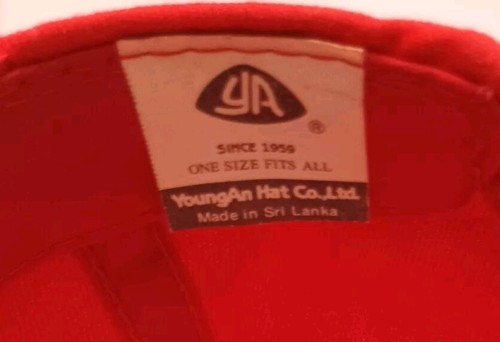 YA
®
SINCE 1959
ONE SIZE FITS ALL
YoungAn Hat Co.,Ltd.
Made in Sri Lanka